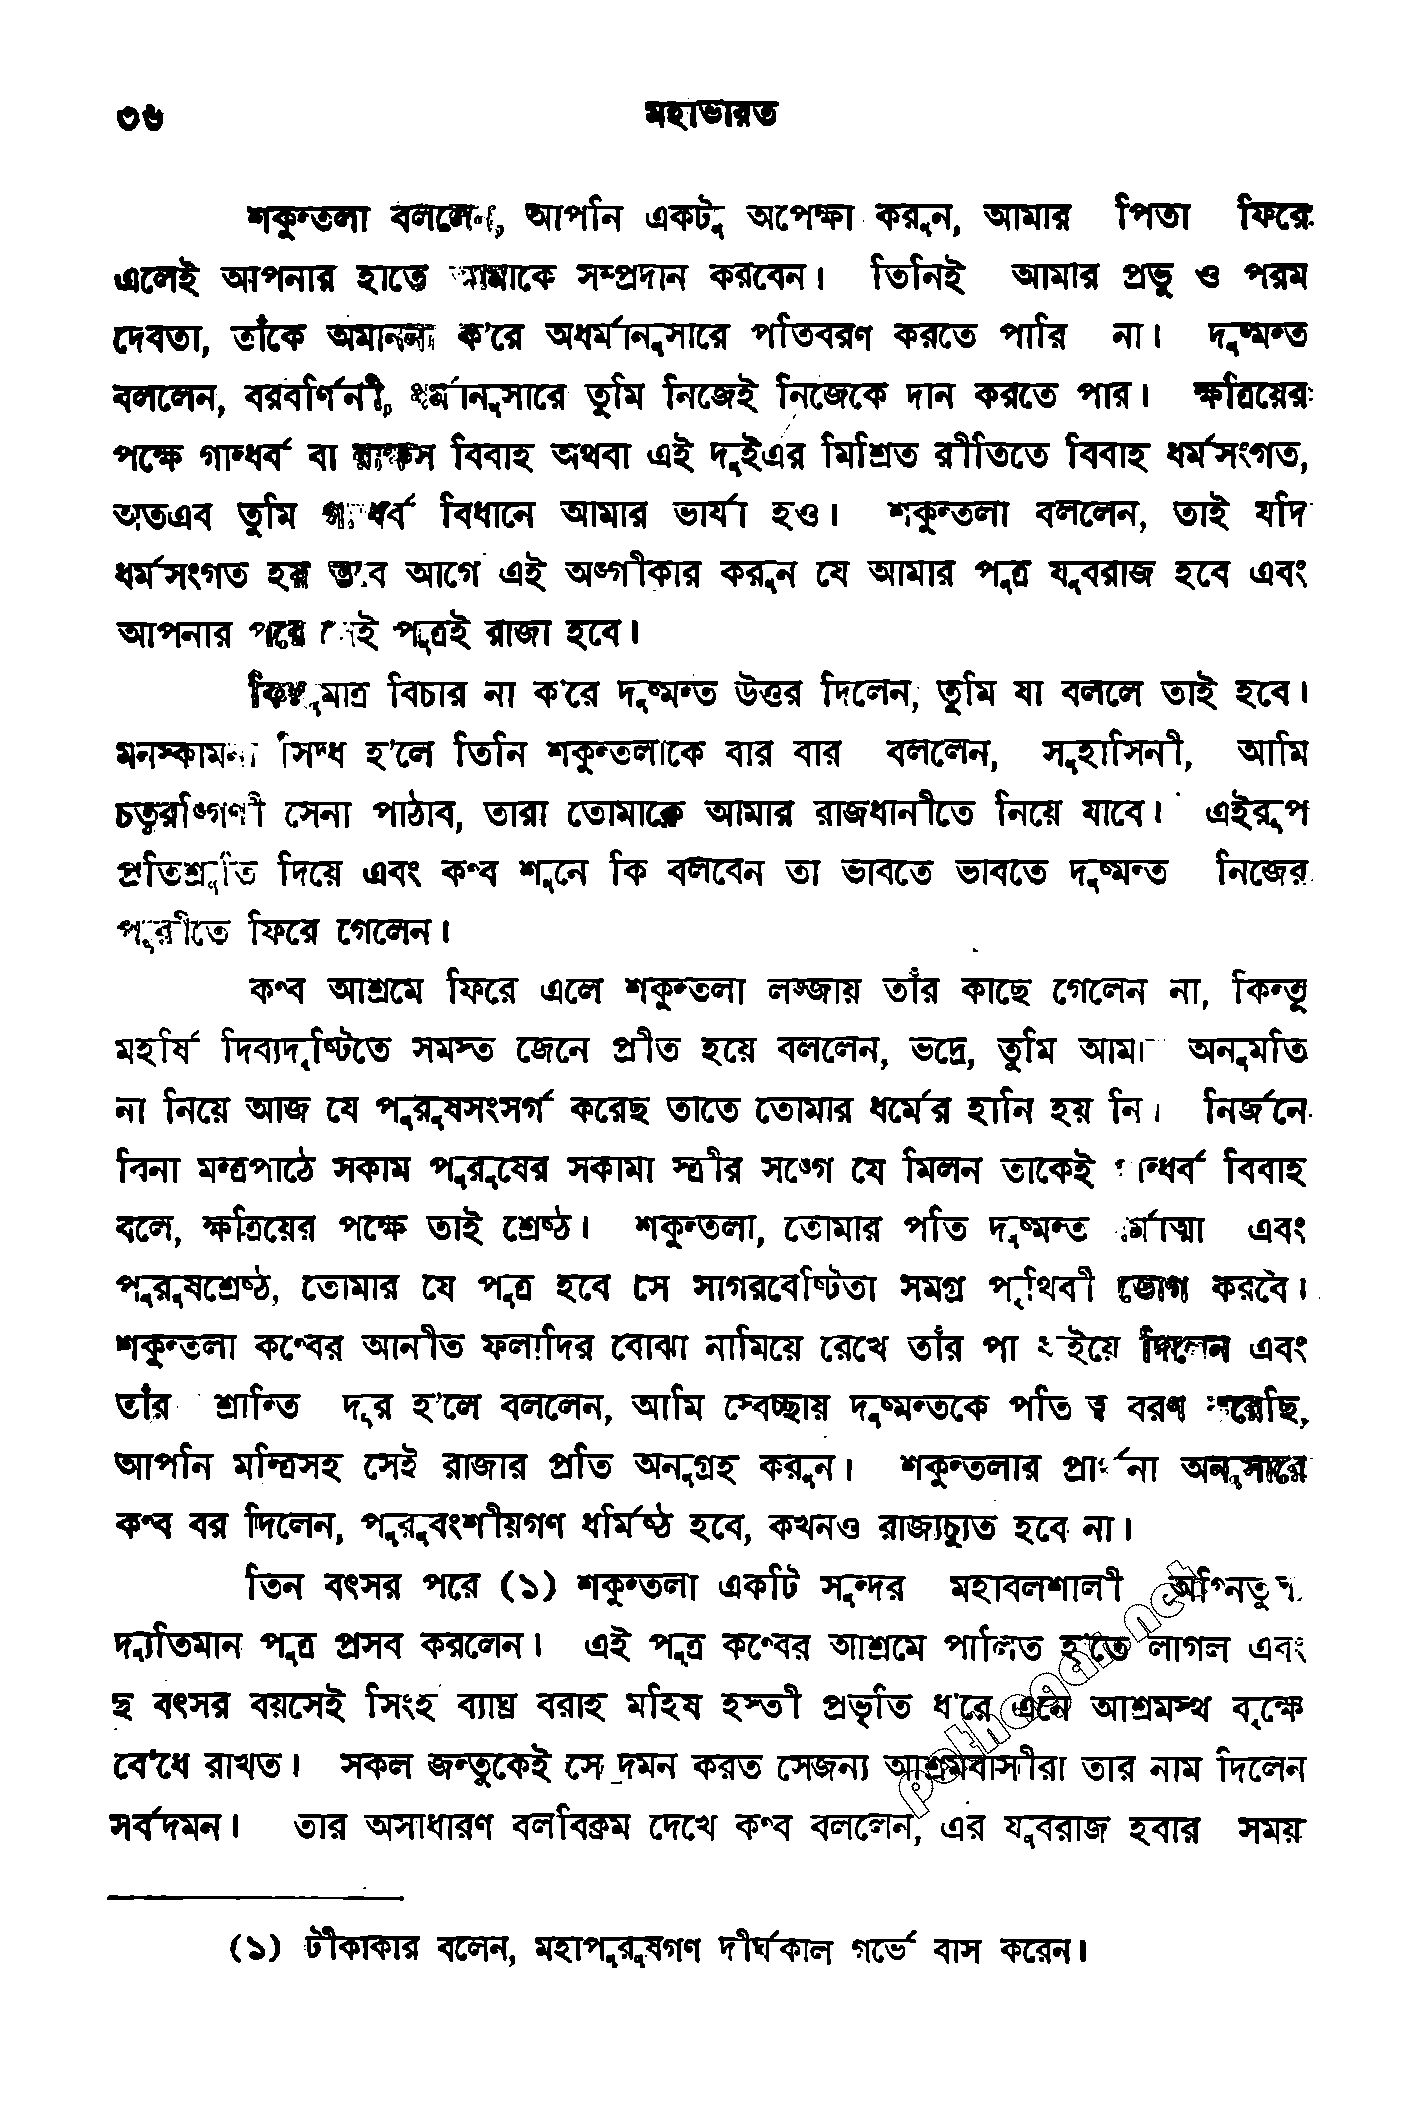 ৩৬
মহাভারত
শকুন্তলা বললেন, আপনি একটু অপেক্ষা করুন, আমার পিতা ফিরে
এলেই আপনার হাতে আমাকে সম্প্রদান করবেন। তিনিই আমার প্রভু ও পরম
দেবতা, তাঁকে অমাননা ক'রে অধর্মানুসারে পতিবরণ করতে পারি না। দুষ্মন্ত
বললেন, বরবর্ণিনী, ধর্মানুসারে তুমি নিজেই নিজেকে দান করতে পার। ক্ষত্রিয়ের
পক্ষে গান্ধর্ব বা রাক্ষস বিবাহ অথবা এই দুইএর মিশ্রিত রীতিতে বিবাহ ধর্মসংগত,
অতএব তুমি গান্ধর্ব বিধানে আমার ভার্যা হও। শকুন্তলা বললেন, তাই যদি
ধর্মসংগত হয় তবে আগে এই অঙ্গীকার করুন যে আমার পুত্র যুবরাজ হবে এবং
আপনার পরে সেই পুত্রই রাজা হবে।
কিছুমাত্র বিচার না ক'রে দুষ্মন্ত উত্তর দিলেন, তুমি যা বললে তাই হবে।
মনস্কামনা সিদ্ধ হ'লে তিনি শকুন্তলাকে বার বার বললেন, সুহাসিনী, আমি
চতুরঙ্গিণী সেনা পাঠাব, তারা তোমাকে আমার রাজধানীতে নিয়ে যাবে। এইরূপ
প্রতিশ্রুতি দিয়ে এবং কণ্ব শুনে কি বলবেন তা ভাবতে ভাবতে দুষ্মন্ত নিজের
পুরীতে ফিরে গেলেন।
কণ্ব আশ্রমে ফিরে এলে শকুন্তলা লজ্জায় তাঁর কাছে গেলেন না, কিন্তু
মহর্ষি দিব্যদৃষ্টিতে সমস্ত জেনে প্রীত হয়ে বললেন, ভদ্রে, তুমি আমার অনুমতি
না নিয়ে আজ যে পুরুষসংসর্গ করেছ তাতে তোমার ধর্মের হানি হয় নি। নির্জনে
বিনা মন্ত্রপাঠে সকাম পুরুষের সকামা স্ত্রীর সঙ্গে যে মিলন তাকেই গান্ধর্ব বিবাহ
বলে, ক্ষত্রিয়ের পক্ষে তাই শ্রেষ্ঠ। শকুন্তলা, তোমার পতি দুষ্মন্ত ধর্মাত্মা এবং
পুরুষশ্রেষ্ঠ, তোমার যে পুত্র হবে সে সাগরবেষ্টিতা সমগ্র পৃথিবী ভোগ করবে।
শকুন্তলা কণ্বের আনীত ফলাদির বোঝা নামিয়ে রেখে তাঁর পা ধুইয়ে দিলেন এবং
তাঁর শ্রান্তি দূর হ'লে বললেন, আমি স্বেচ্ছায় দুষ্মন্তকে পতিত্বে বরণ করেছি,
আপনি মন্ত্রিসহ সেই রাজার প্রতি অনুগ্রহ করুন। শকুন্তলার প্রার্থনা অনুসারে
কণ্ব বর দিলেন, পুরুবংশীয়গণ ধর্মিষ্ঠ হবে, কখনও রাজ্যচ্যুত হবে না।
তিন বৎসর পরে (১) শকুন্তলা একটি সুন্দর মহাবলশালী অগ্নিতুল্য
দ্যুতিমান পুত্র প্রসব করলেন। এই পুত্র কণ্বের আশ্রমে পালিত হ'তে লাগল এবং
ছ বৎসর বয়সেই সিংহ ব্যাঘ্র বরাহ মহিষ হস্তী প্রভৃতি ধ'রে এনে আশ্রমস্থ বৃক্ষে
বেঁধে রাখত। সকল জন্তুকেই সে দমন করত সেজন্য আশ্রমবাসীরা তার নাম দিলেন
সর্বদমন। তার অসাধারণ বলবিক্রম দেখে কণ্ব বললেন, এর যুবরাজ হবার সময়
(১) টীকাকার বলেন, মহাপুরুষগণ দীর্ঘকাল গর্ভে বাস করেন।
pathagar.net